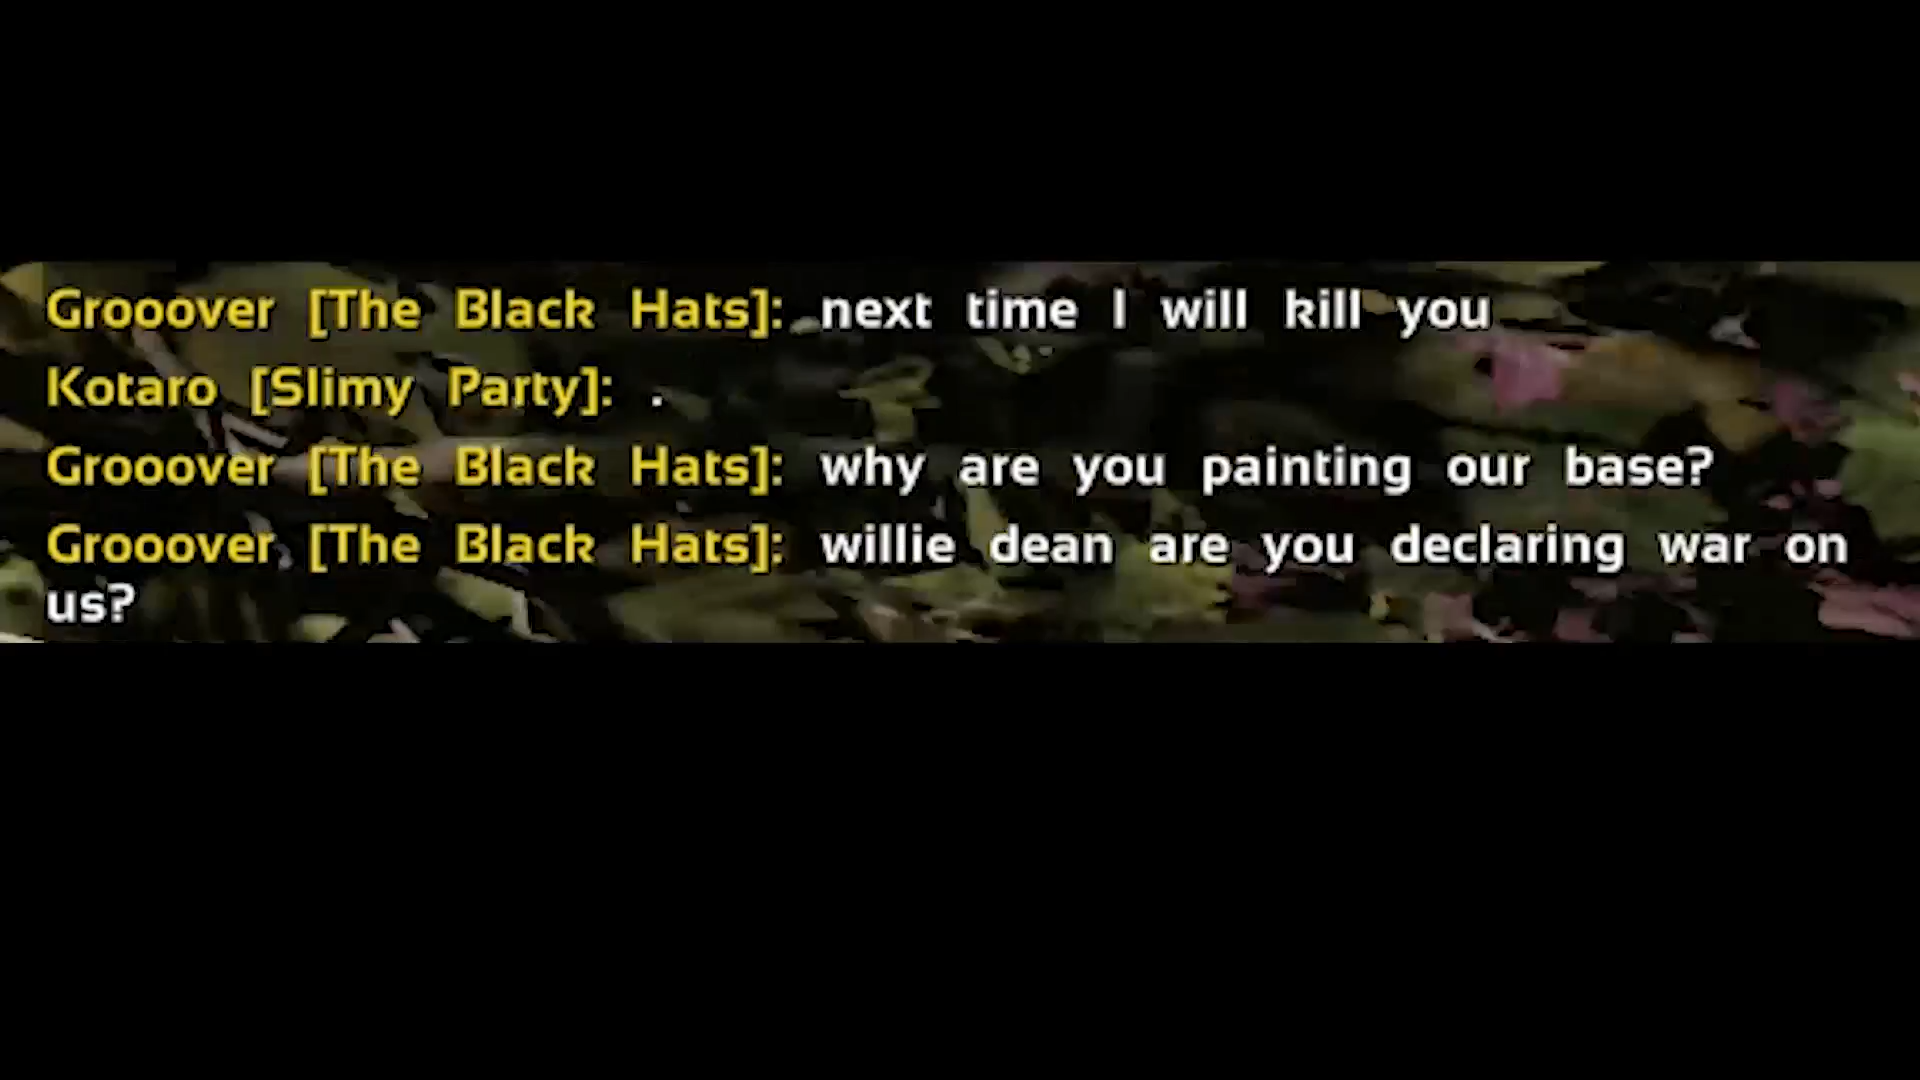 Grooover [The Black Hats]: next time I will kill you
Kotaro [Slimy Party]: .
Grooover [The Black Hats]: why are you painting our base?
Grooover [The Black Hats]: willie dean are you declaring war on
us?